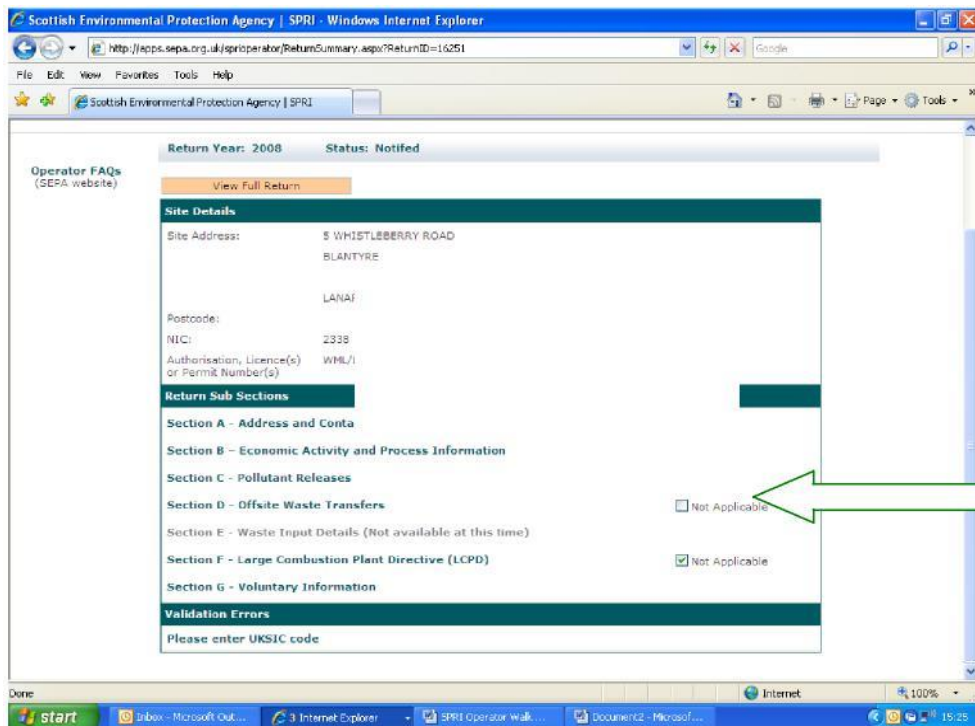 Scottish Environmental Protection Agency | SPRI - Windows Internet Explorer
http://apps.sepa.org.uk/sprioperator/ReturnSummary.aspx?ReturnID=16251
Google
File Edit View Favorites Tools Help
Scottish Environmental Protection Agency | SPRI
Page Tools
Return Year: 2008 Status: Notifed
Operator FAQs
(SEPA website)
View Full Return
Site Details
Site Address: 5 WHISTLEBERRY ROAD
BLANTYRE
LANAF
Postcode:
NIC: 2338
Authorisation, Licence(s) WML/
or Permit Number(s)
Return Sub Sections
Section A - Address and Conta
Section B - Economic Activity and Process Information
Section C - Pollutant Releases
Section D - Offsite Waste Transfers Not Applicable
Section E - Waste Input Details (Not available at this time)
Section F - Large Combustion Plant Directive (LCPD) Not Applicable
Section G - Voluntary Information
Validation Errors
Please enter UKSIC code
Done Internet 100%
start Inbox - Microsoft Out... 3 Internet Explorer SPRI Operator Walk.... Document2 - Microsof... 15:25